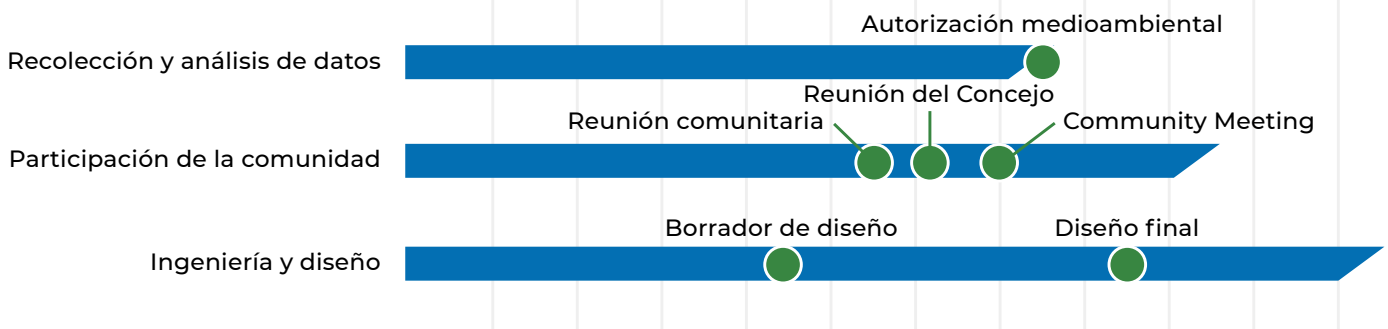 Autorización medioambiental
Recolección y análisis de datos
Reunión del Concejo
Reunión comunitaria
Community Meeting
Participación de la comunidad
Borrador de diseño
Diseño final
Ingeniería y diseño